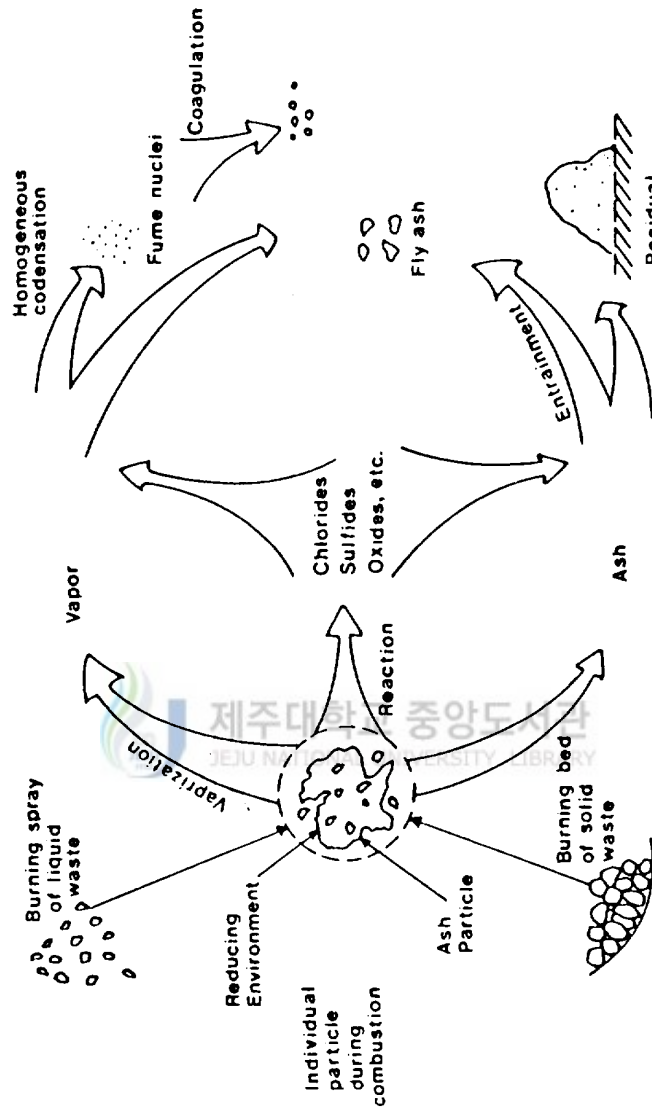 Burning spray
of liquid
waste
Vaprization
Vapor
Homogeneous
codensation
Fume nuclei
Coagulation
Reducing
Environment
Individual
particle
during
combustion
Ash
Particle
Reaction
Chlorides
Sulfides
Oxides, etc.
Fly ash
Entrainment
Burning bed
of solid
waste
Ash
제주대학교 중앙도서관
JEJU NATIONAL UNIVERSITY LIBRARY